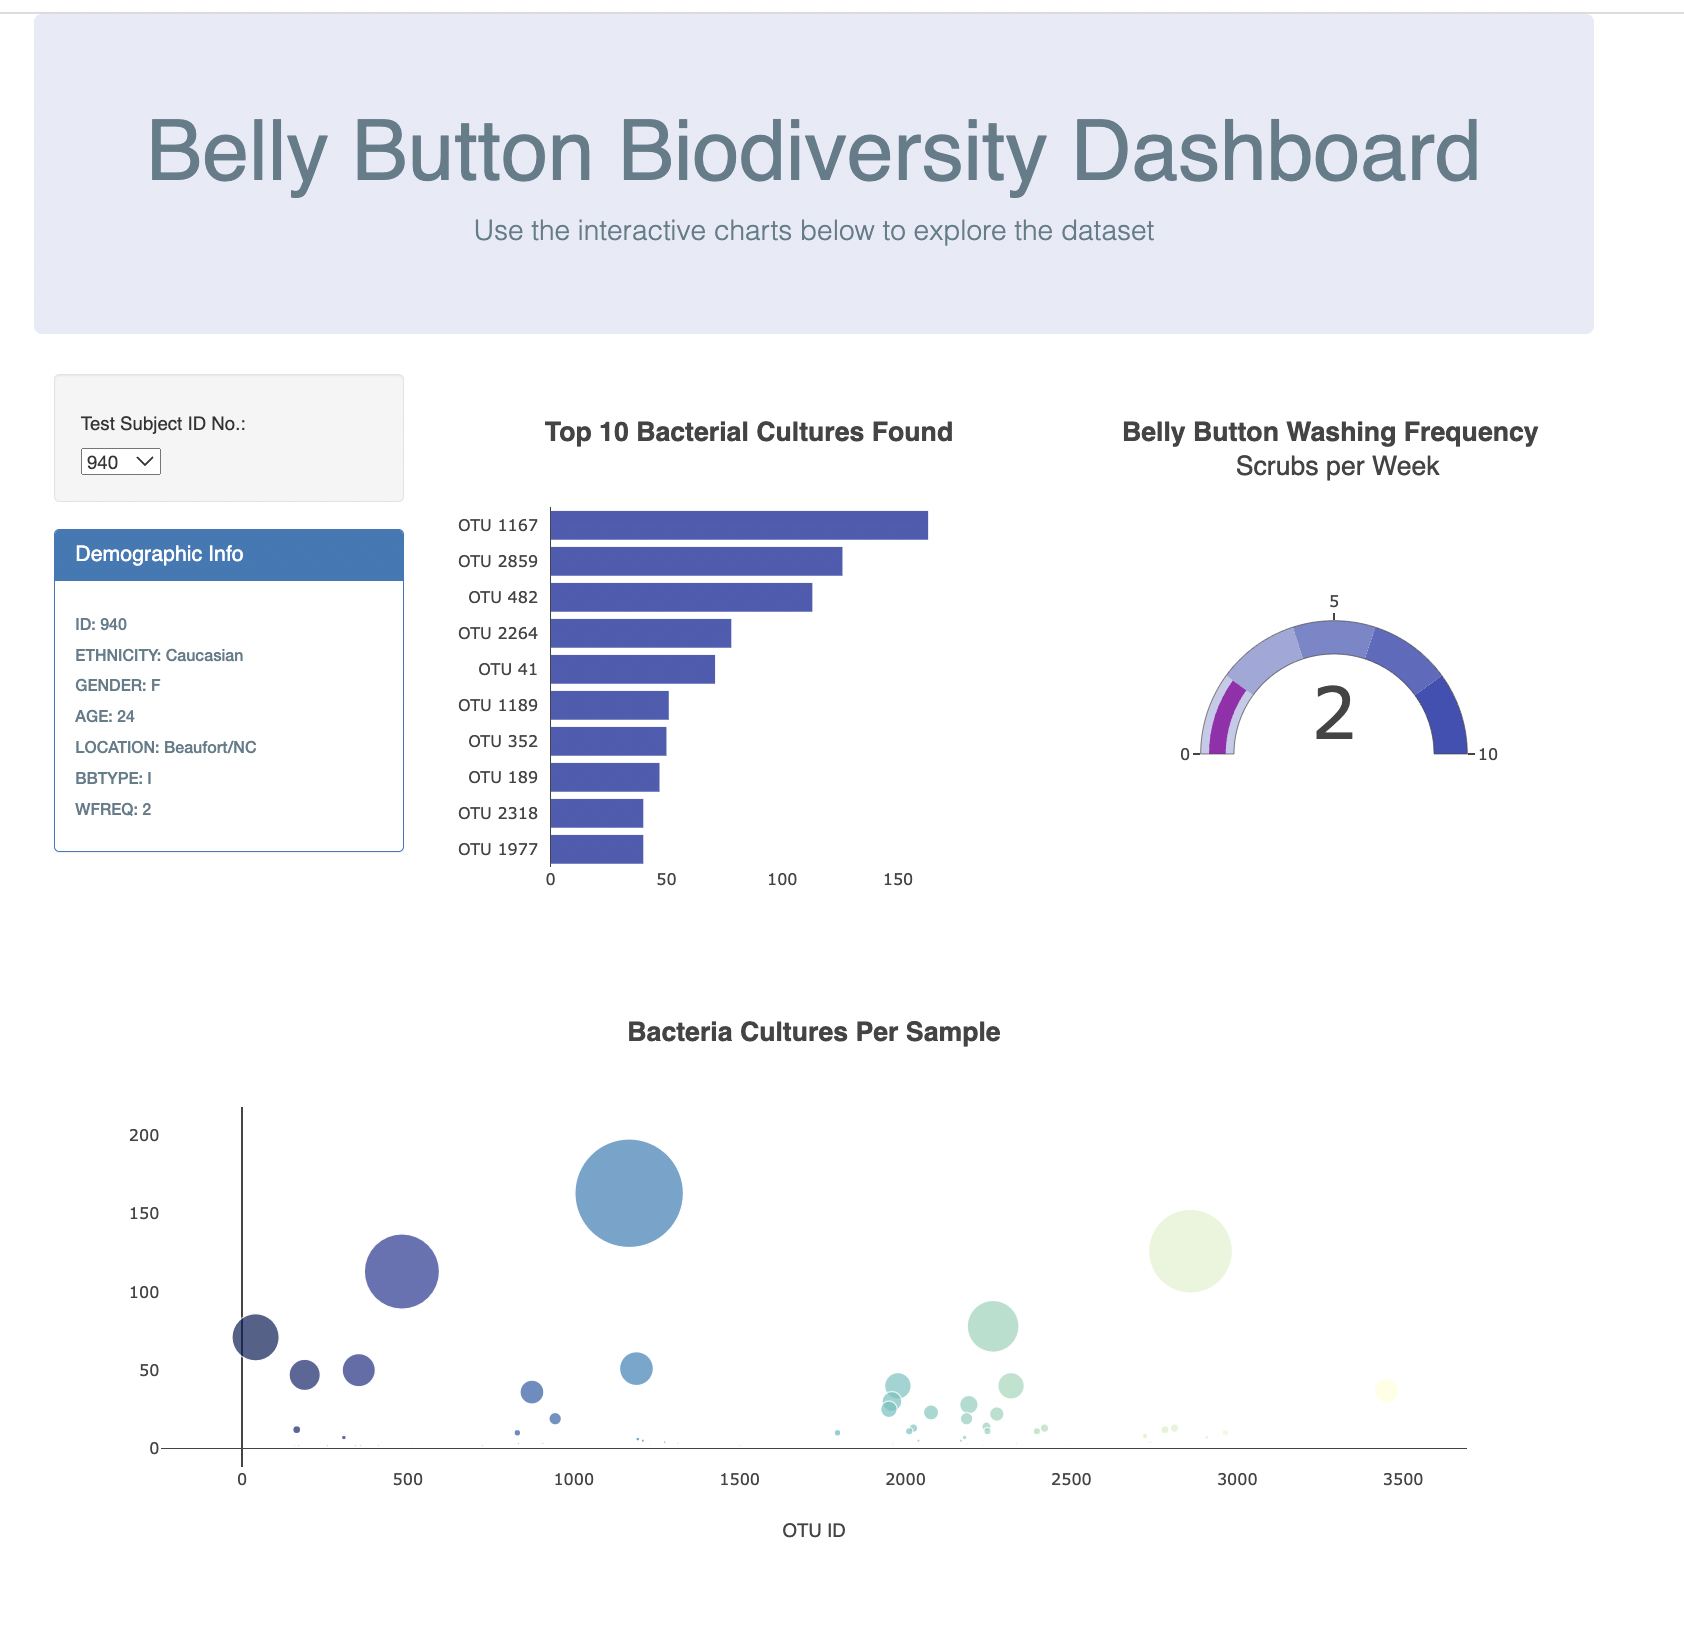 Belly Button Biodiversity Dashboard
Use the interactive charts below to explore the dataset
Test Subject ID No.:
940
Demographic Info
ID: 940
ETHNICITY: Caucasian
GENDER: F
AGE: 24
LOCATION: Beaufort/NC
BBTYPE: I
WFREQ: 2
Top 10 Bacterial Cultures Found
OTU 1167
OTU 2859
OTU 482
OTU 2264
OTU 41
OTU 1189
OTU 352
OTU 189
OTU 2318
OTU 1977
0 50 100 150
Belly Button Washing Frequency
Scrubs per Week
5
2
0 10
Bacteria Cultures Per Sample
200
150
100
50
0
0 500 1000 1500 2000 2500 3000 3500
OTU ID